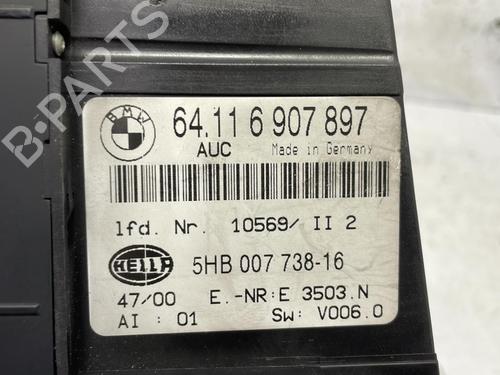 B-PARTS
BMW
64.11 6 907 897
AUC Made in Germany
lfd. Nr. 10569/ II 2
HELLA
5HB 007 738-16
47/00 E.-NR:E 3503.N
AI : 01 Sw: V006.0